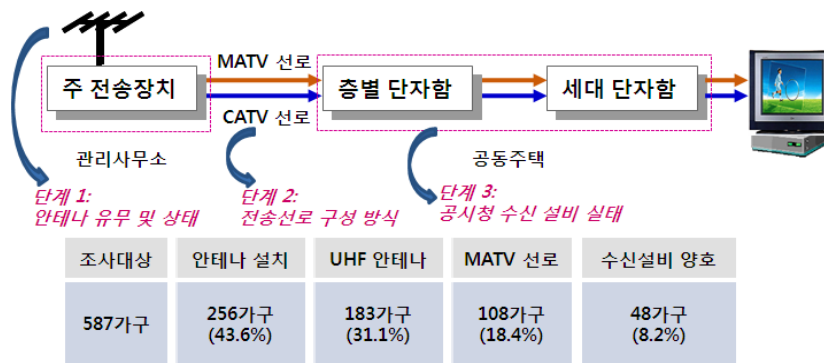 MATV 선로
주 전송장치
층별 단자함
세대 단자함
CATV 선로
관리사무소
공동주택
단계 1:
안테나 유무 및 상태
단계 2:
전송선로 구성 방식
단계 3:
공시청 수신 설비 실태
조사대상
안테나 설치
UHF 안테나
MATV 선로
수신설비 양호
587가구
256가구
(43.6%)
183가구
(31.1%)
108가구
(18.4%)
48가구
(8.2%)